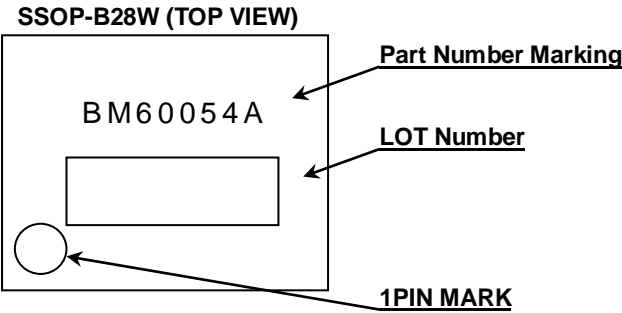 SSOP-B28W (TOP VIEW)
Part Number Marking
BM60054A
LOT Number
1PIN MARK